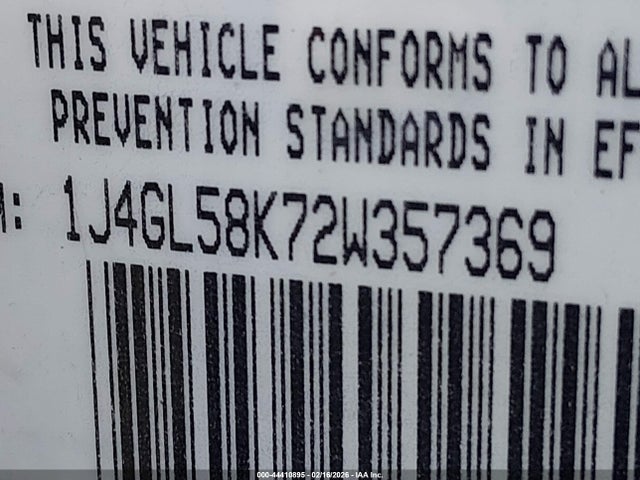 THIS VEHICLE CONFORMS TO AL
PREVENTION STANDARDS IN EF
: 1J4GL58K72W357369
000-44410895 - 02/16/2026 - IAA Inc.